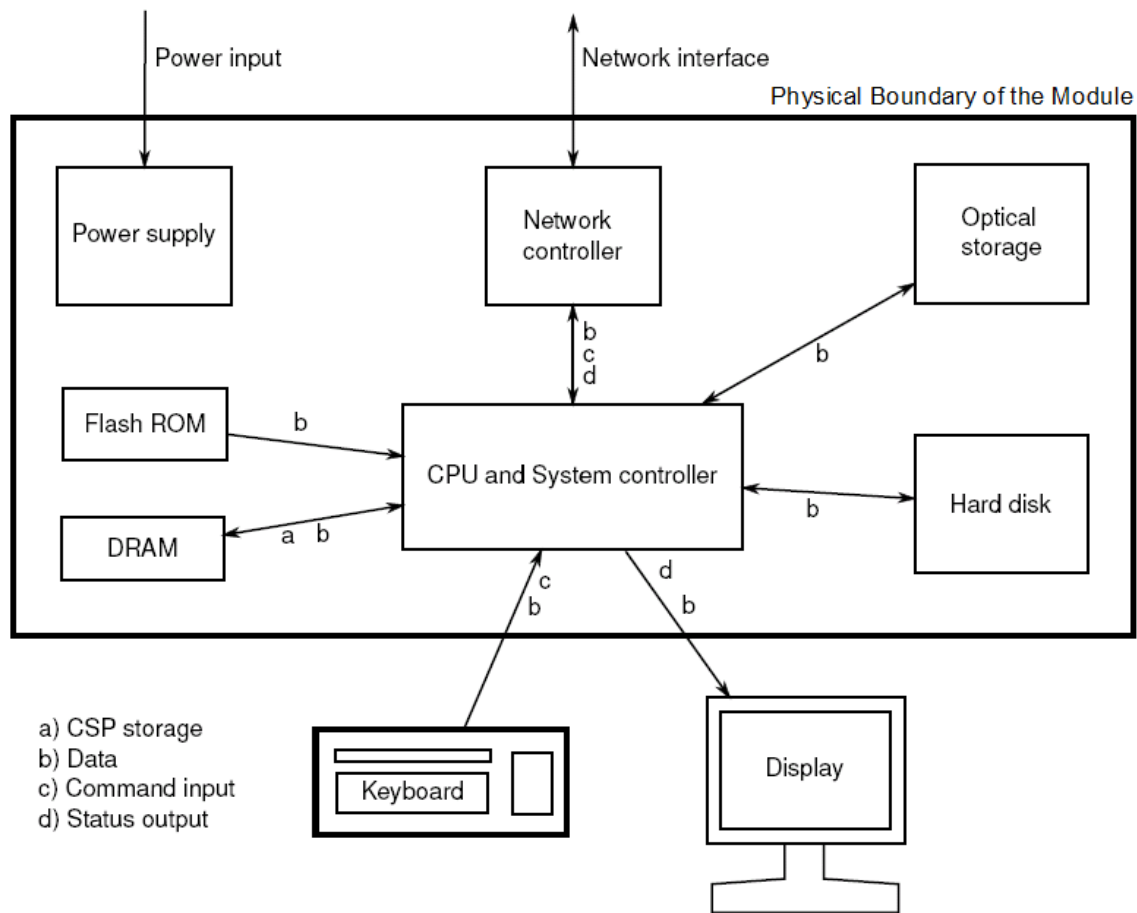 Power input
Network interface
Physical Boundary of the Module
Power supply
Network
controller
Optical
storage
b
c
d
b
Flash ROM
b
CPU and System controller
b
Hard disk
DRAM
a b
c
b
d
b
a) CSP storage
b) Data
c) Command input
d) Status output
Keyboard
Display